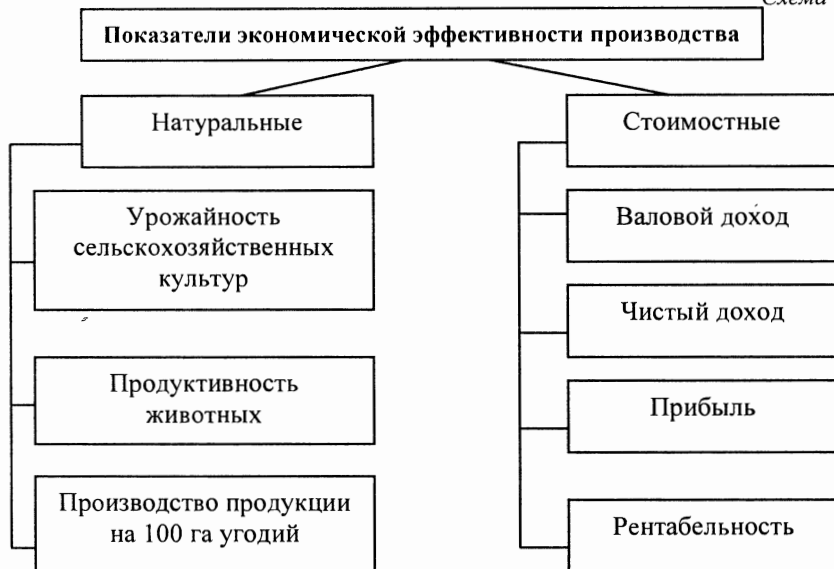 Схема
Показатели экономической эффективности производства
Натуральные
Урожайность
сельскохозяйственных
культур
Продуктивность
животных
Производство продукции
на 100 га угодий
Стоимостные
Валовой доход
Чистый доход
Прибыль
Рентабельность